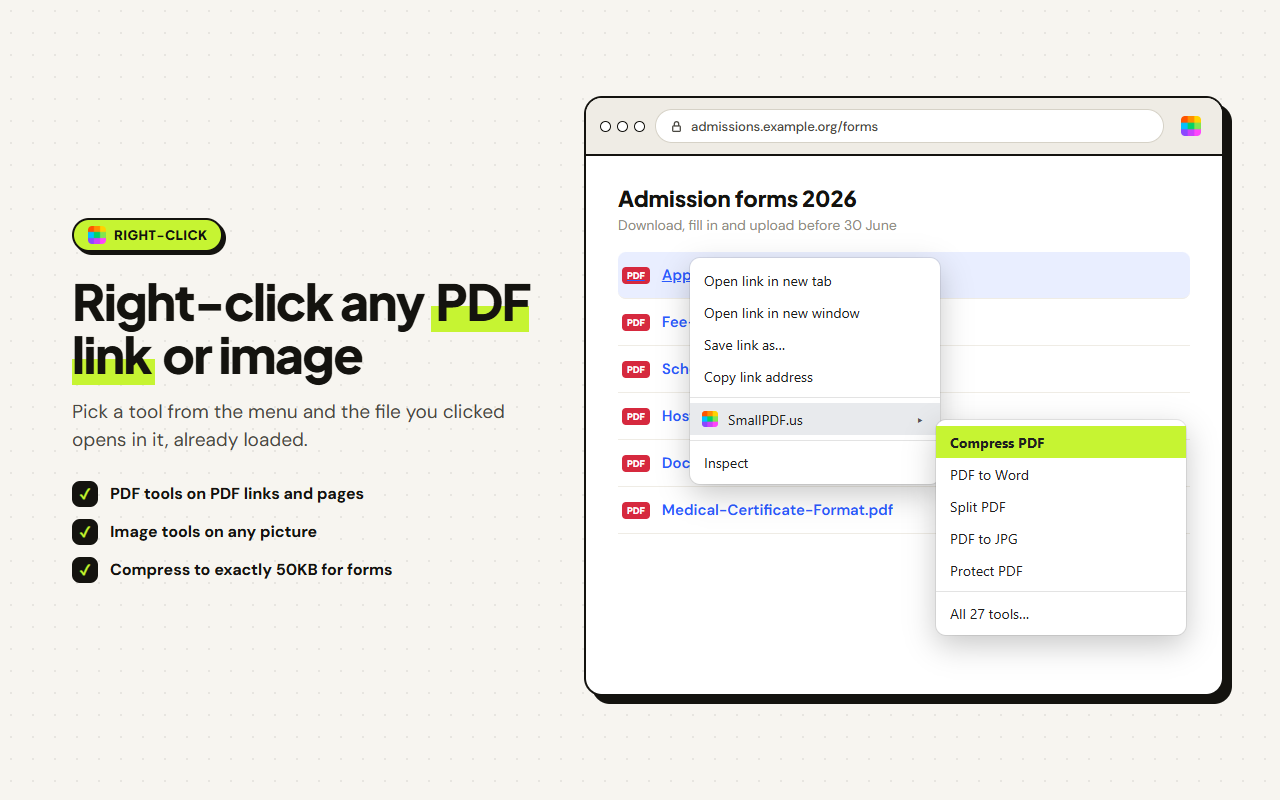 RIGHT-CLICK
Right-click any PDF
link or image
Pick a tool from the menu and the file you clicked
opens in it, already loaded.
PDF tools on PDF links and pages
Image tools on any picture
Compress to exactly 50KB for forms
admissions.example.org/forms
Admission forms 2026
Download, fill in and upload before 30 June
PDF App
PDF Fee-
PDF Sch
PDF Hos
PDF Doc
PDF Medical-Certificate-Format.pdf
Open link in new tab
Open link in new window
Save link as...
Copy link address
SmallPDF.us
Inspect
Compress PDF
PDF to Word
Split PDF
PDF to JPG
Protect PDF
All 27 tools...